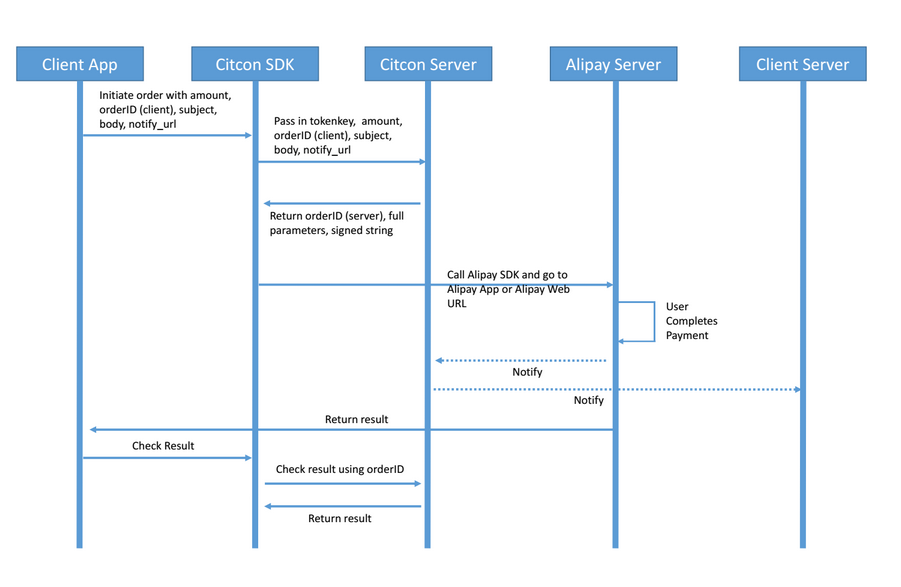 Client App
Citcon SDK
Citcon Server
Alipay Server
Client Server
Initiate order with amount,
orderID (client), subject,
body, notify_url
Pass in tokenkey, amount,
orderID (client), subject,
body, notify_url
Return orderID (server), full
parameters, signed string
Call Alipay SDK and go to
Alipay App or Alipay Web
URL
User
Completes
Payment
Notify
Notify
Return result
Check Result
Check result using orderID
Return result